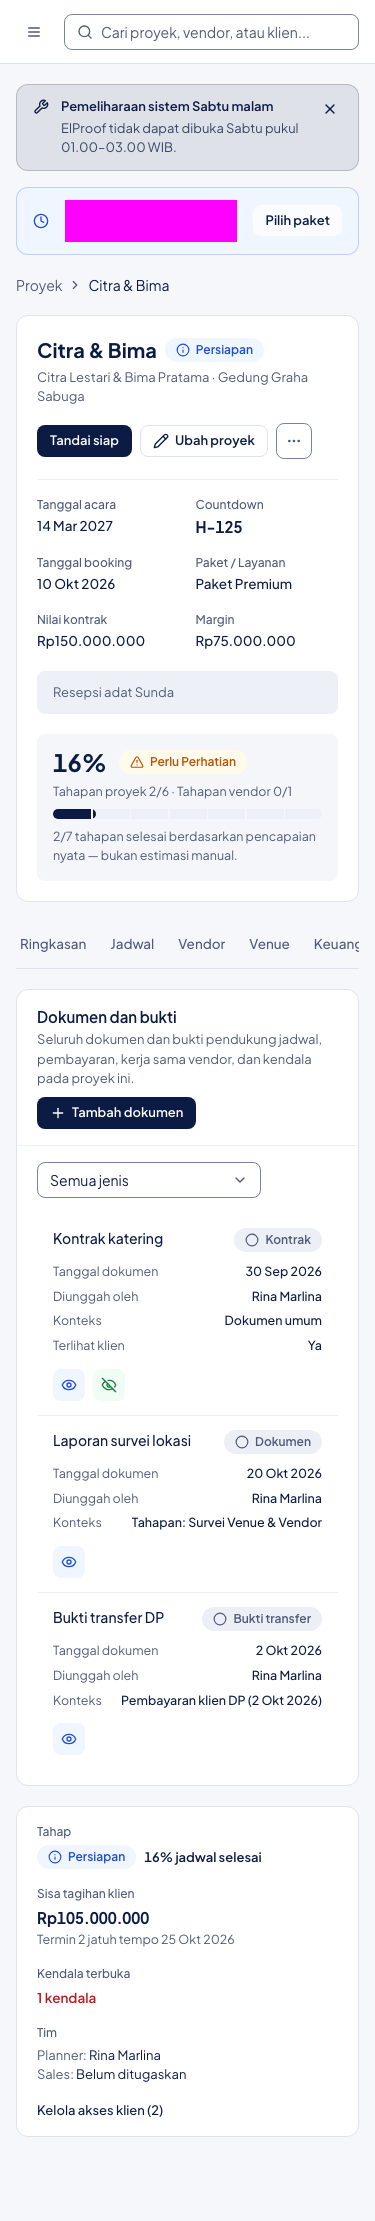 Cari proyek, vendor, atau klien...
Pemeliharaan sistem Sabtu malam
ElProof tidak dapat dibuka Sabtu pukul
01.00–03.00 WIB.
Pilih paket
Proyek > Citra & Bima
Citra & Bima Persiapan
Citra Lestari & Bima Pratama · Gedung Graha
Sabuga
Tandai siap Ubah proyek ...
Tanggal acara Countdown
14 Mar 2027 H-125
Tanggal booking Paket / Layanan
10 Okt 2026 Paket Premium
Nilai kontrak Margin
Rp150.000.000 Rp75.000.000
Resepsi adat Sunda
16% Perlu Perhatian
Tahapan proyek 2/6 · Tahapan vendor 0/1
2/7 tahapan selesai berdasarkan pencapaian
nyata — bukan estimasi manual.
Ringkasan Jadwal Vendor Venue Keuang
Dokumen dan bukti
Seluruh dokumen dan bukti pendukung jadwal,
pembayaran, kerja sama vendor, dan kendala
pada proyek ini.
+ Tambah dokumen
Semua jenis
Kontrak katering Kontrak
Tanggal dokumen 30 Sep 2026
Diunggah oleh Rina Marlina
Konteks Dokumen umum
Terlihat klien Ya
Laporan survei lokasi Dokumen
Tanggal dokumen 20 Okt 2026
Diunggah oleh Rina Marlina
Konteks Tahapan: Survei Venue & Vendor
Bukti transfer DP Bukti transfer
Tanggal dokumen 2 Okt 2026
Diunggah oleh Rina Marlina
Konteks Pembayaran klien DP (2 Okt 2026)
Tahap
Persiapan 16% jadwal selesai
Sisa tagihan klien
Rp105.000.000
Termin 2 jatuh tempo 25 Okt 2026
Kendala terbuka
1 kendala
Tim
Planner: Rina Marlina
Sales: Belum ditugaskan
Kelola akses klien (2)